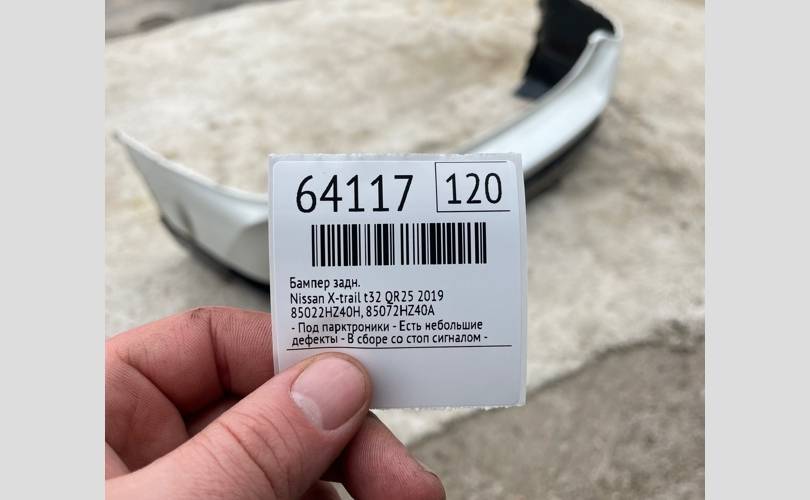 64117 120
Бампер задн.
Nissan X-trail t32 QR25 2019
85022HZ40H, 85072HZ40A
- Под парктроники - Есть небольшие
дефекты - В сборе со стоп сигналом -